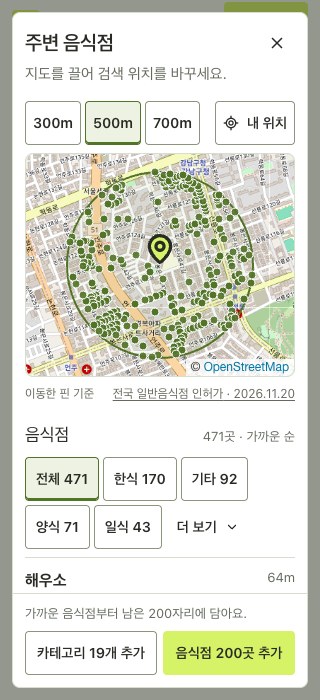 주변 음식점
지도를 끌어 검색 위치를 바꾸세요.
300m
500m
700m
내 위치
강남구청
51
© OpenStreetMap
이동한 핀 기준
전국 일반음식점 인허가 · 2026.11.20
음식점
471곳 · 가까운 순
전체 471
한식 170
기타 92
양식 71
일식 43
더 보기
해우소
64m
가까운 음식점부터 남은 200자리에 담아요.
카테고리 19개 추가
음식점 200곳 추가